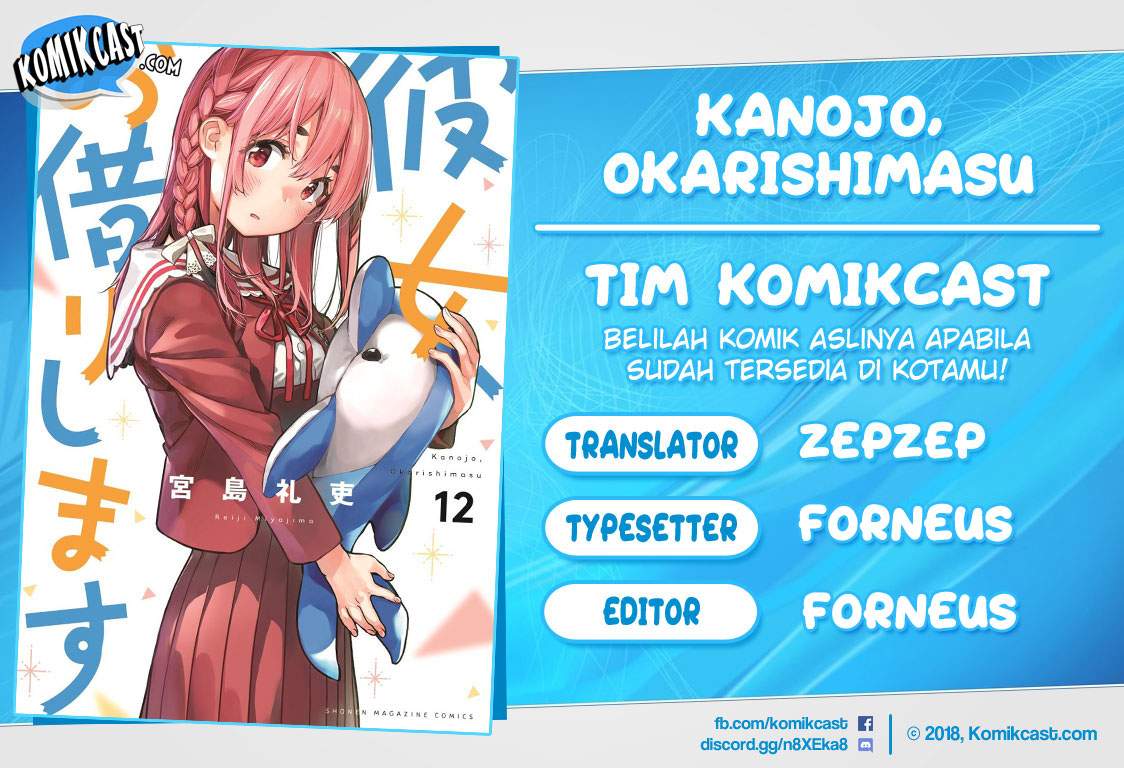 KOMIKCAST
.COM
彼女、
お借りします
Kanojo,
Okarishimasu
12
宮島礼吏
Reiji Miyajima
SHONEN MAGAZINE COMICS
KANOJO,
OKARISHIMASU
TIM KOMIKCAST
BELILAH KOMIK ASLINYA APABILA
SUDAH TERSEDIA DI KOTAMU!
TRANSLATOR ZEPZEP
TYPESETTER FORNEUS
EDITOR FORNEUS
fb.com/komikcast
discord.gg/n8XEka8
© 2018, Komikcast.com